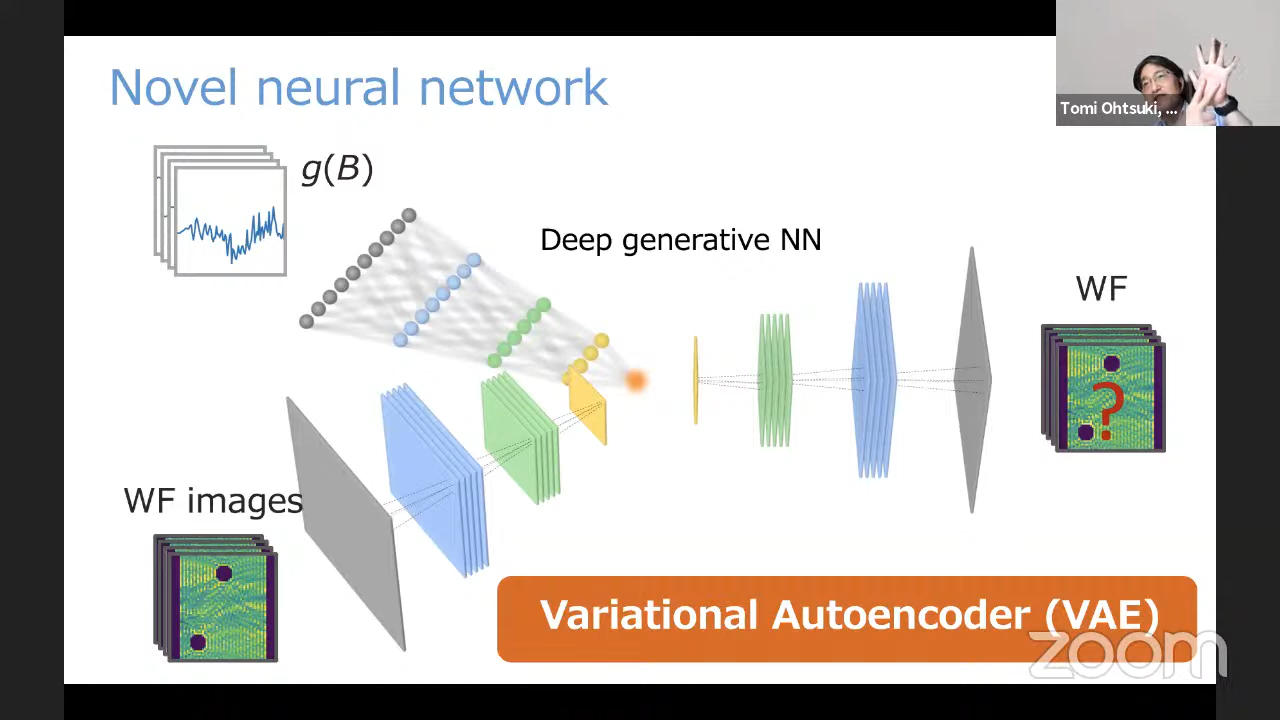 Novel neural network
Tomi Ohtsuki, ...
g(B)
Deep generative NN
WF
?
WF images
Variational Autoencoder (VAE)
zoom